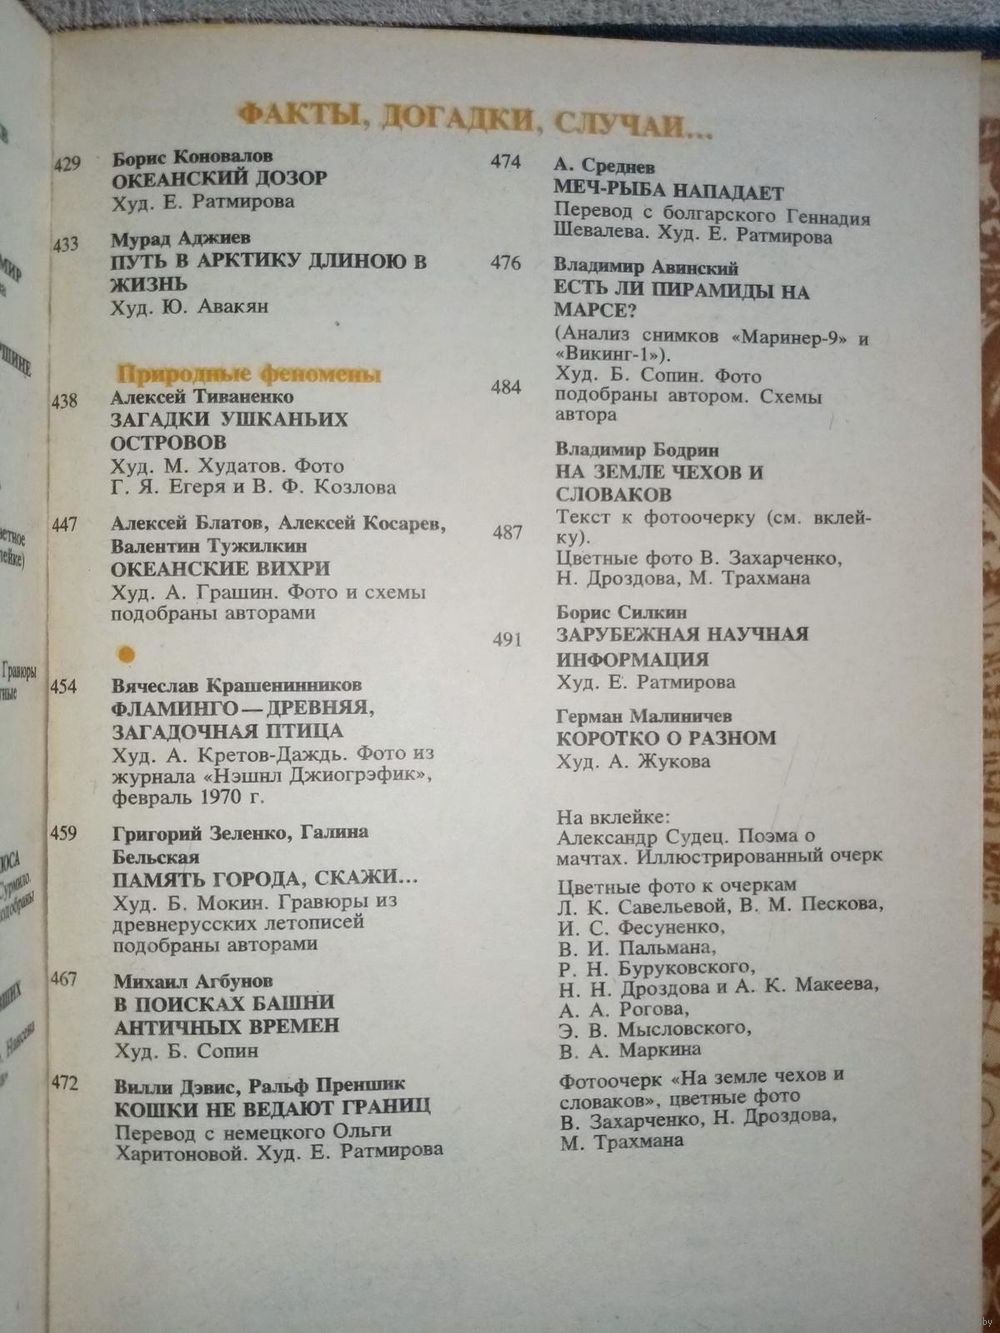 ФАКТЫ, ДОГАДКИ, СЛУЧАИ...
429 Борис Коновалов
ОКЕАНСКИЙ ДОЗОР
Худ. Е. Ратмирова
433 Мурад Аджиев
ПУТЬ В АРКТИКУ ДЛИНОЮ В
ЖИЗНЬ
Худ. Ю. Авакян
Природные феномены
438 Алексей Тиваненко
ЗАГАДКИ УШКАНЬИХ
ОСТРОВОВ
Худ. М. Худатов. Фото
Г. Я. Егеря и В. Ф. Козлова
447 Алексей Блатов, Алексей Косарев,
Валентин Тужилкин
ОКЕАНСКИЕ ВИХРИ
Худ. А. Грашин. Фото и схемы
подобраны авторами
454 Вячеслав Крашенинников
ФЛАМИНГО — ДРЕВНЯЯ,
ЗАГАДОЧНАЯ ПТИЦА
Худ. А. Кретов-Даждь. Фото из
журнала «Нэшнл Джиогрэфик»,
февраль 1970 г.
459 Григорий Зеленко, Галина
Бельская
ПАМЯТЬ ГОРОДА, СКАЖИ...
Худ. Б. Мокин. Гравюры из
древнерусских летописей
подобраны авторами
467 Михаил Агбунов
В ПОИСКАХ БАШНИ
АНТИЧНЫХ ВРЕМЕН
Худ. Б. Сопин
472 Вилли Дэвис, Ральф Преншик
КОШКИ НЕ ВЕДАЮТ ГРАНИЦ
Перевод с немецкого Ольги
Харитоновой. Худ. Е. Ратмирова
474 А. Среднев
МЕЧ-РЫБА НАПАДАЕТ
Перевод с болгарского Геннадия
Шевалева. Худ. Е. Ратмирова
476 Владимир Авинский
ЕСТЬ ЛИ ПИРАМИДЫ НА
МАРСЕ?
(Анализ снимков «Маринер-9» и
«Викинг-1»).
Худ. Б. Сопин. Фото
484 подобраны автором. Схемы
автора
Владимир Бодрин
НА ЗЕМЛЕ ЧЕХОВ И
СЛОВАКОВ
Текст к фотоочерку (см. вклей-
487 ку).
Цветные фото В. Захарченко,
Н. Дроздова, М. Трахмана
Борис Силкин
491 ЗАРУБЕЖНАЯ НАУЧНАЯ
ИНФОРМАЦИЯ
Худ. Е. Ратмирова
Герман Малиничев
КОРОТКО О РАЗНОМ
Худ. А. Жукова
На вклейке:
Александр Судец. Поэма о
мачтах. Иллюстрированный очерк
Цветные фото к очеркам
Л. К. Савельевой, В. М. Пескова,
И. С. Фесуненко,
В. И. Пальмана,
Р. Н. Буруковского,
Н. Н. Дроздова и А. К. Макеева,
А. А. Рогова,
Э. В. Мысловского,
В. А. Маркина
Фотоочерк «На земле чехов и
словаков», цветные фото
В. Захарченко, Н. Дроздова,
М. Трахмана
Гравюры